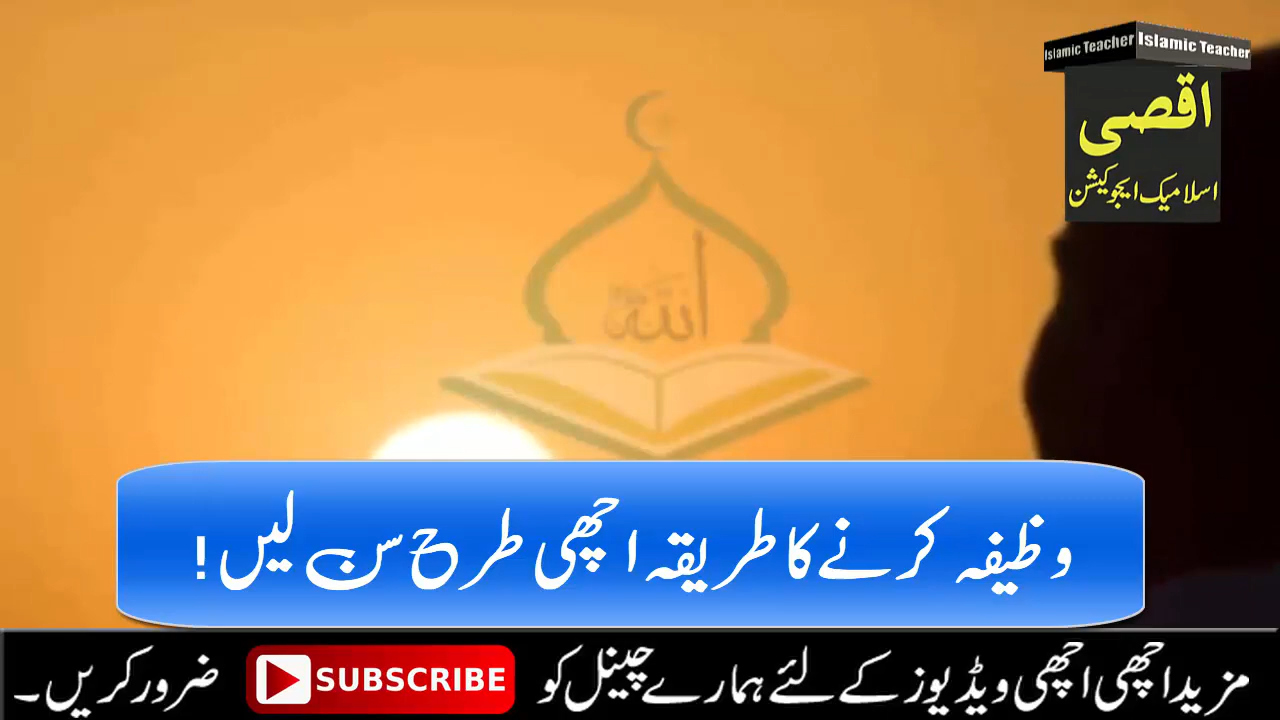 Islamic Teacher Islamic Teacher
اقصی
اسلامیک ایجوکیشن
الله
وظیفہ کرنے کا طریقہ اچھی طرح سن لیں!
مزید اچھی اچھی ویڈیوز کے لئے ہمارے چینل کو SUBSCRIBE ضرور کریں۔